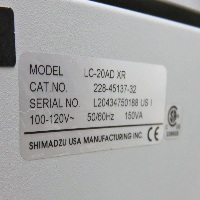 MODEL LC-20AD XR
CAT.NO. 228-45137-32
SERIAL NO. L20434750188 US I
100-120V~ 50/60Hz 150VA
SHIMADZU USA MANUFACTURING INC.